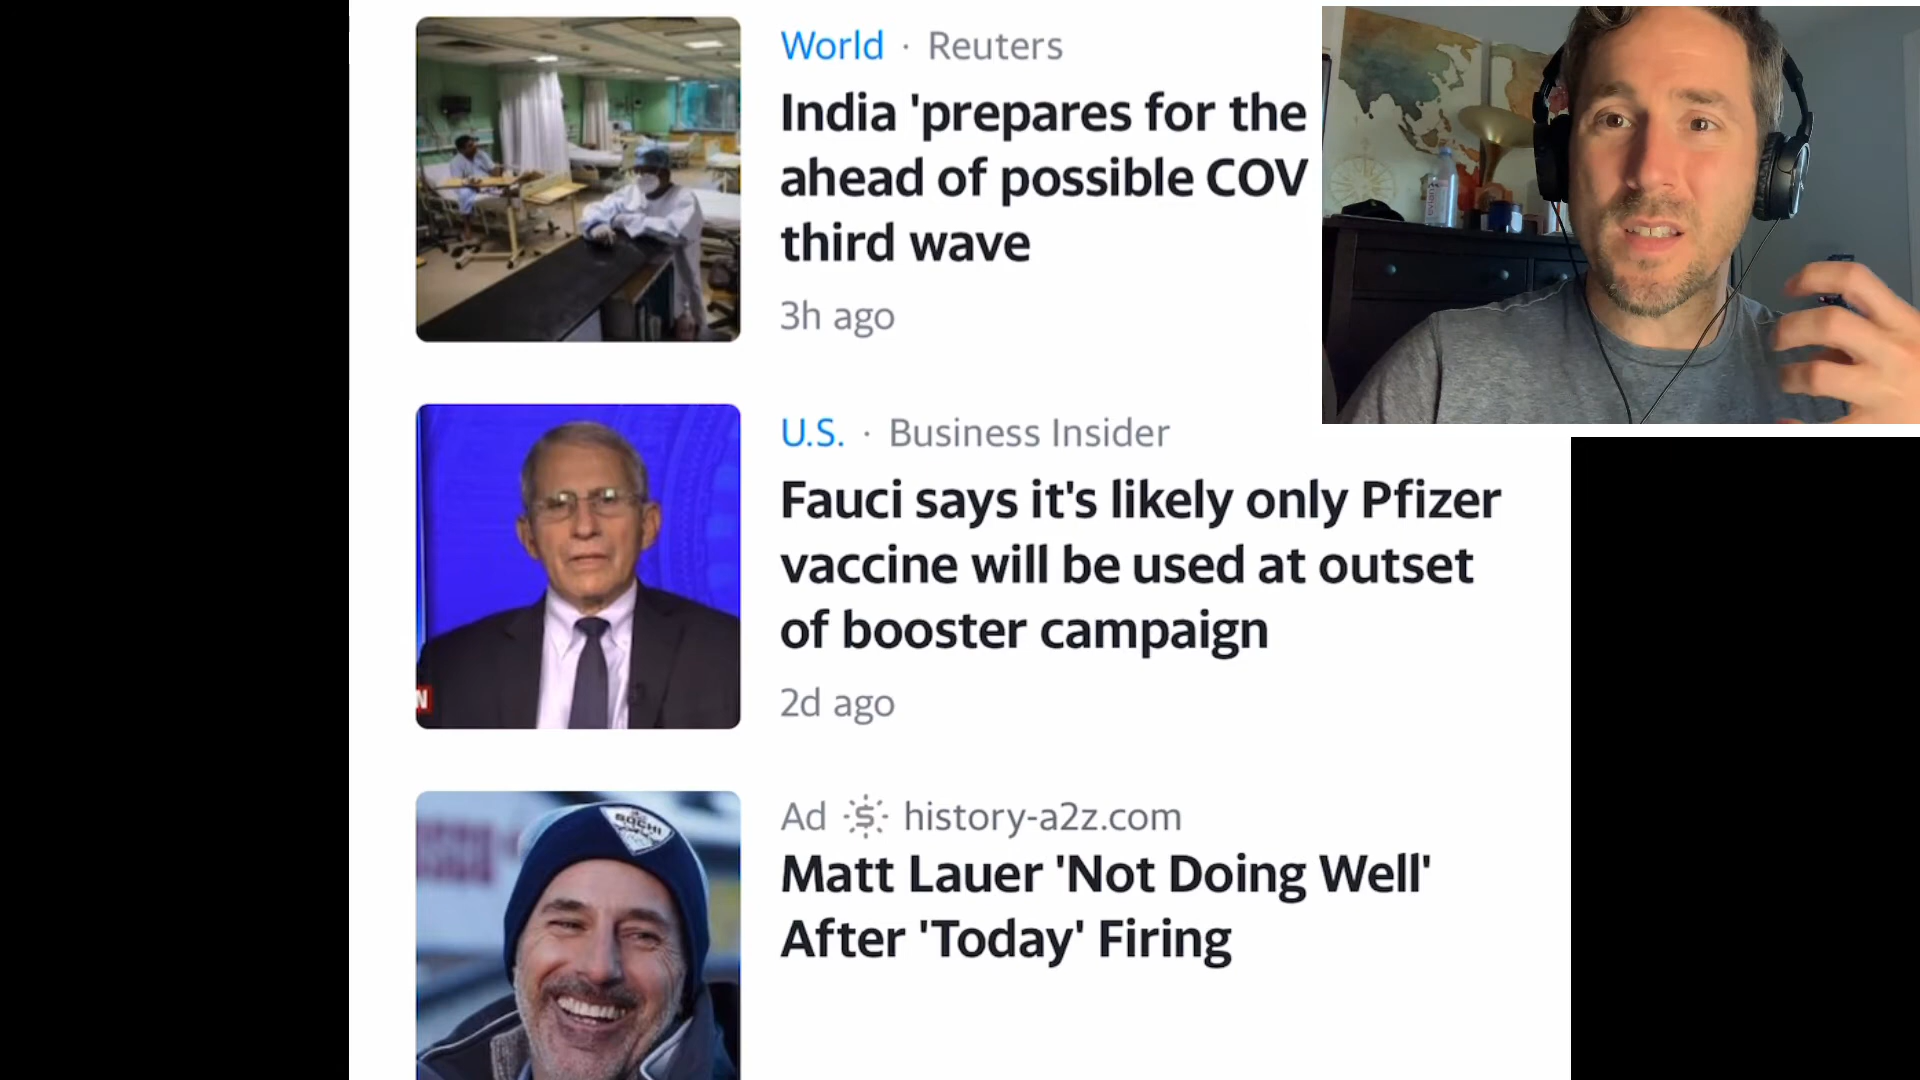 World · Reuters
India 'prepares for the
ahead of possible COV
third wave
3h ago
U.S. · Business Insider
Fauci says it's likely only Pfizer
vaccine will be used at outset
of booster campaign
2d ago
N
Ad history-a2z.com
Matt Lauer 'Not Doing Well'
After 'Today' Firing
SOCHI
evian